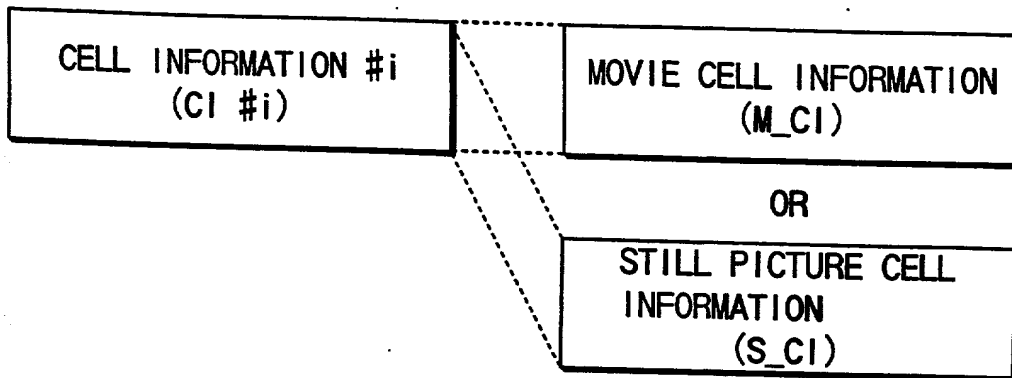 CELL INFORMATION #i
(CI #i)
MOVIE CELL INFORMATION
(M_CI)
OR
STILL PICTURE CELL
INFORMATION
(S_CI)